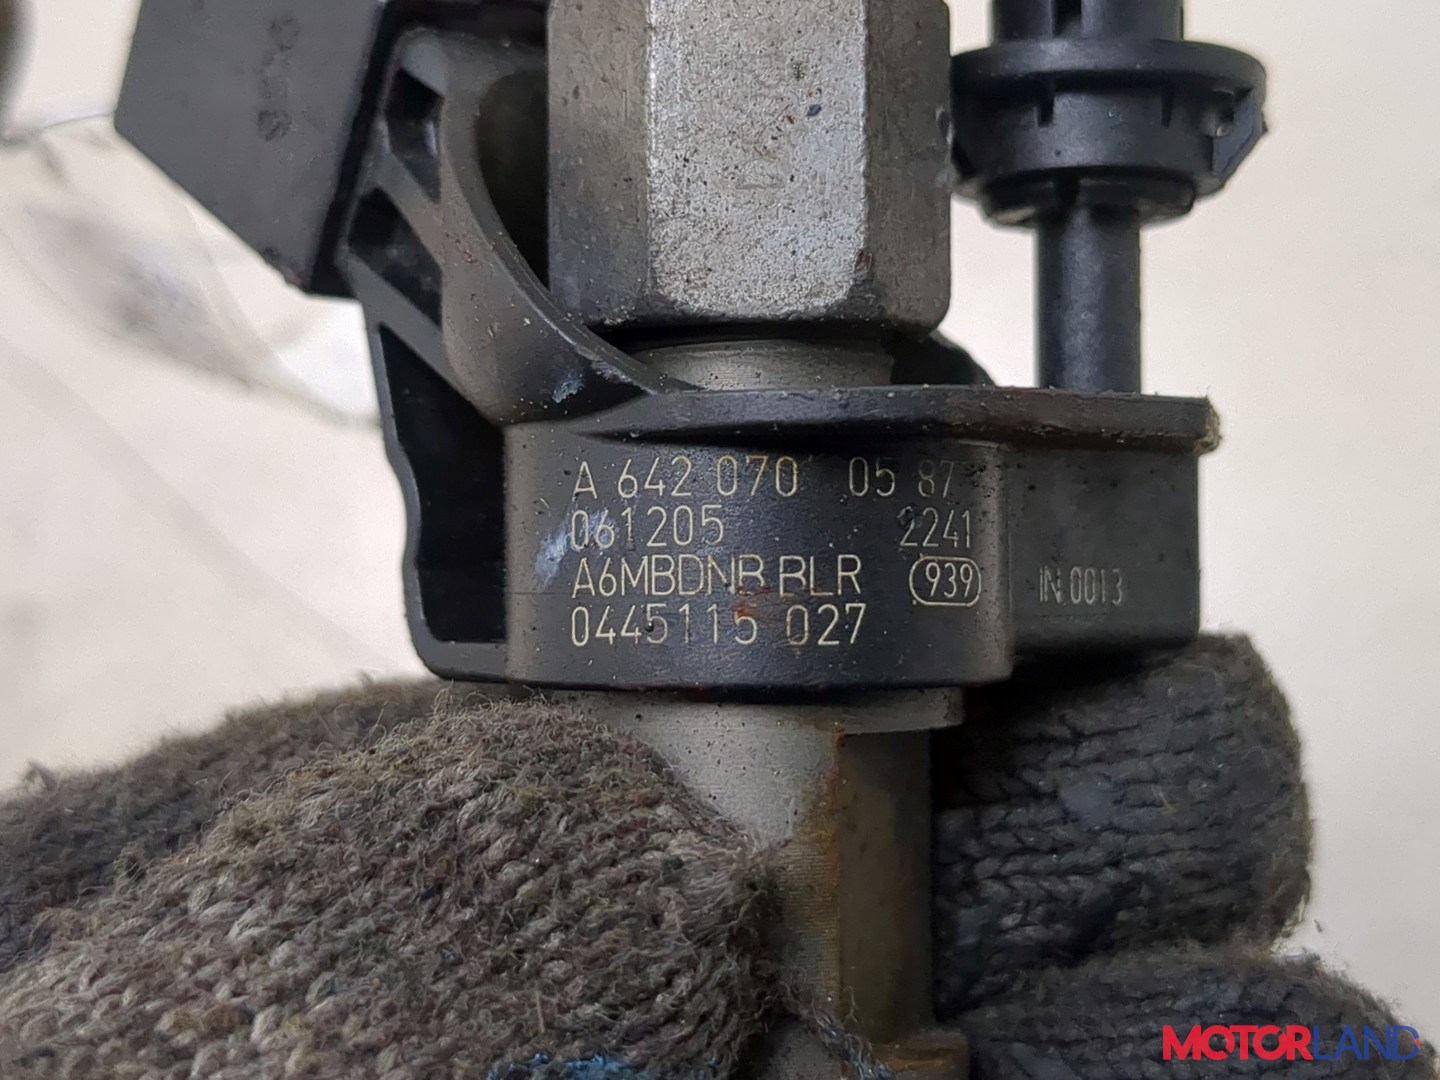 A 642 070 05 87
061205 2241
A6MBDNB BLR 939 IN.0013
0445115 027
MOTORLAND